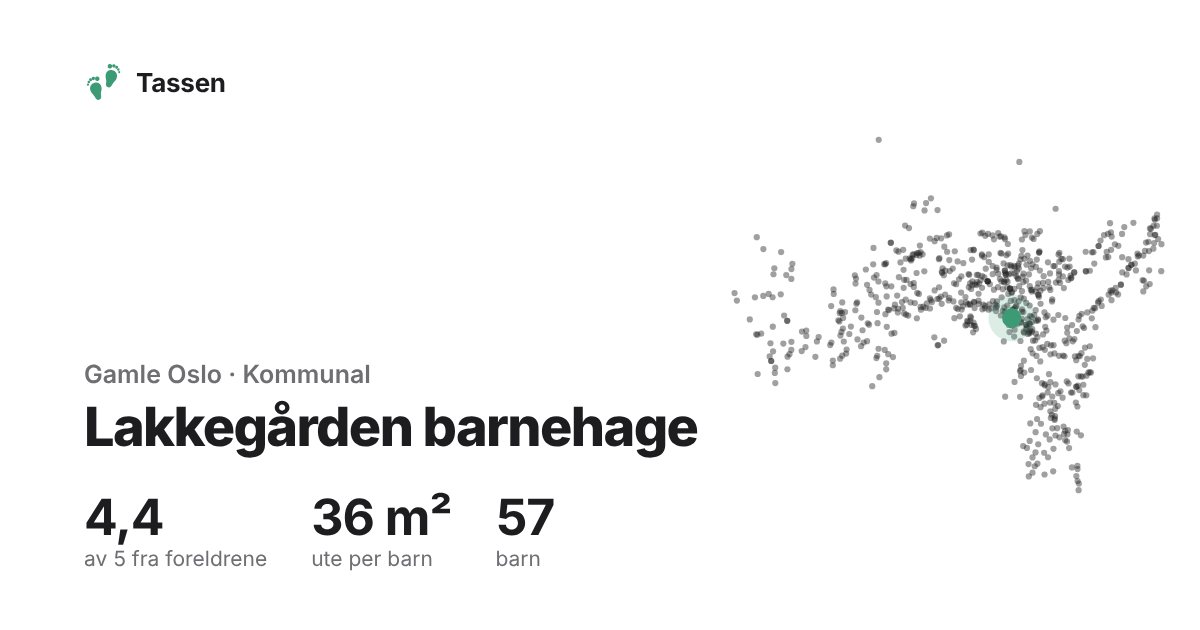 Tassen
Gamle Oslo · Kommunal
Lakkegården barnehage
4,4 36 m² 57
av 5 fra foreldrene ute per barn barn